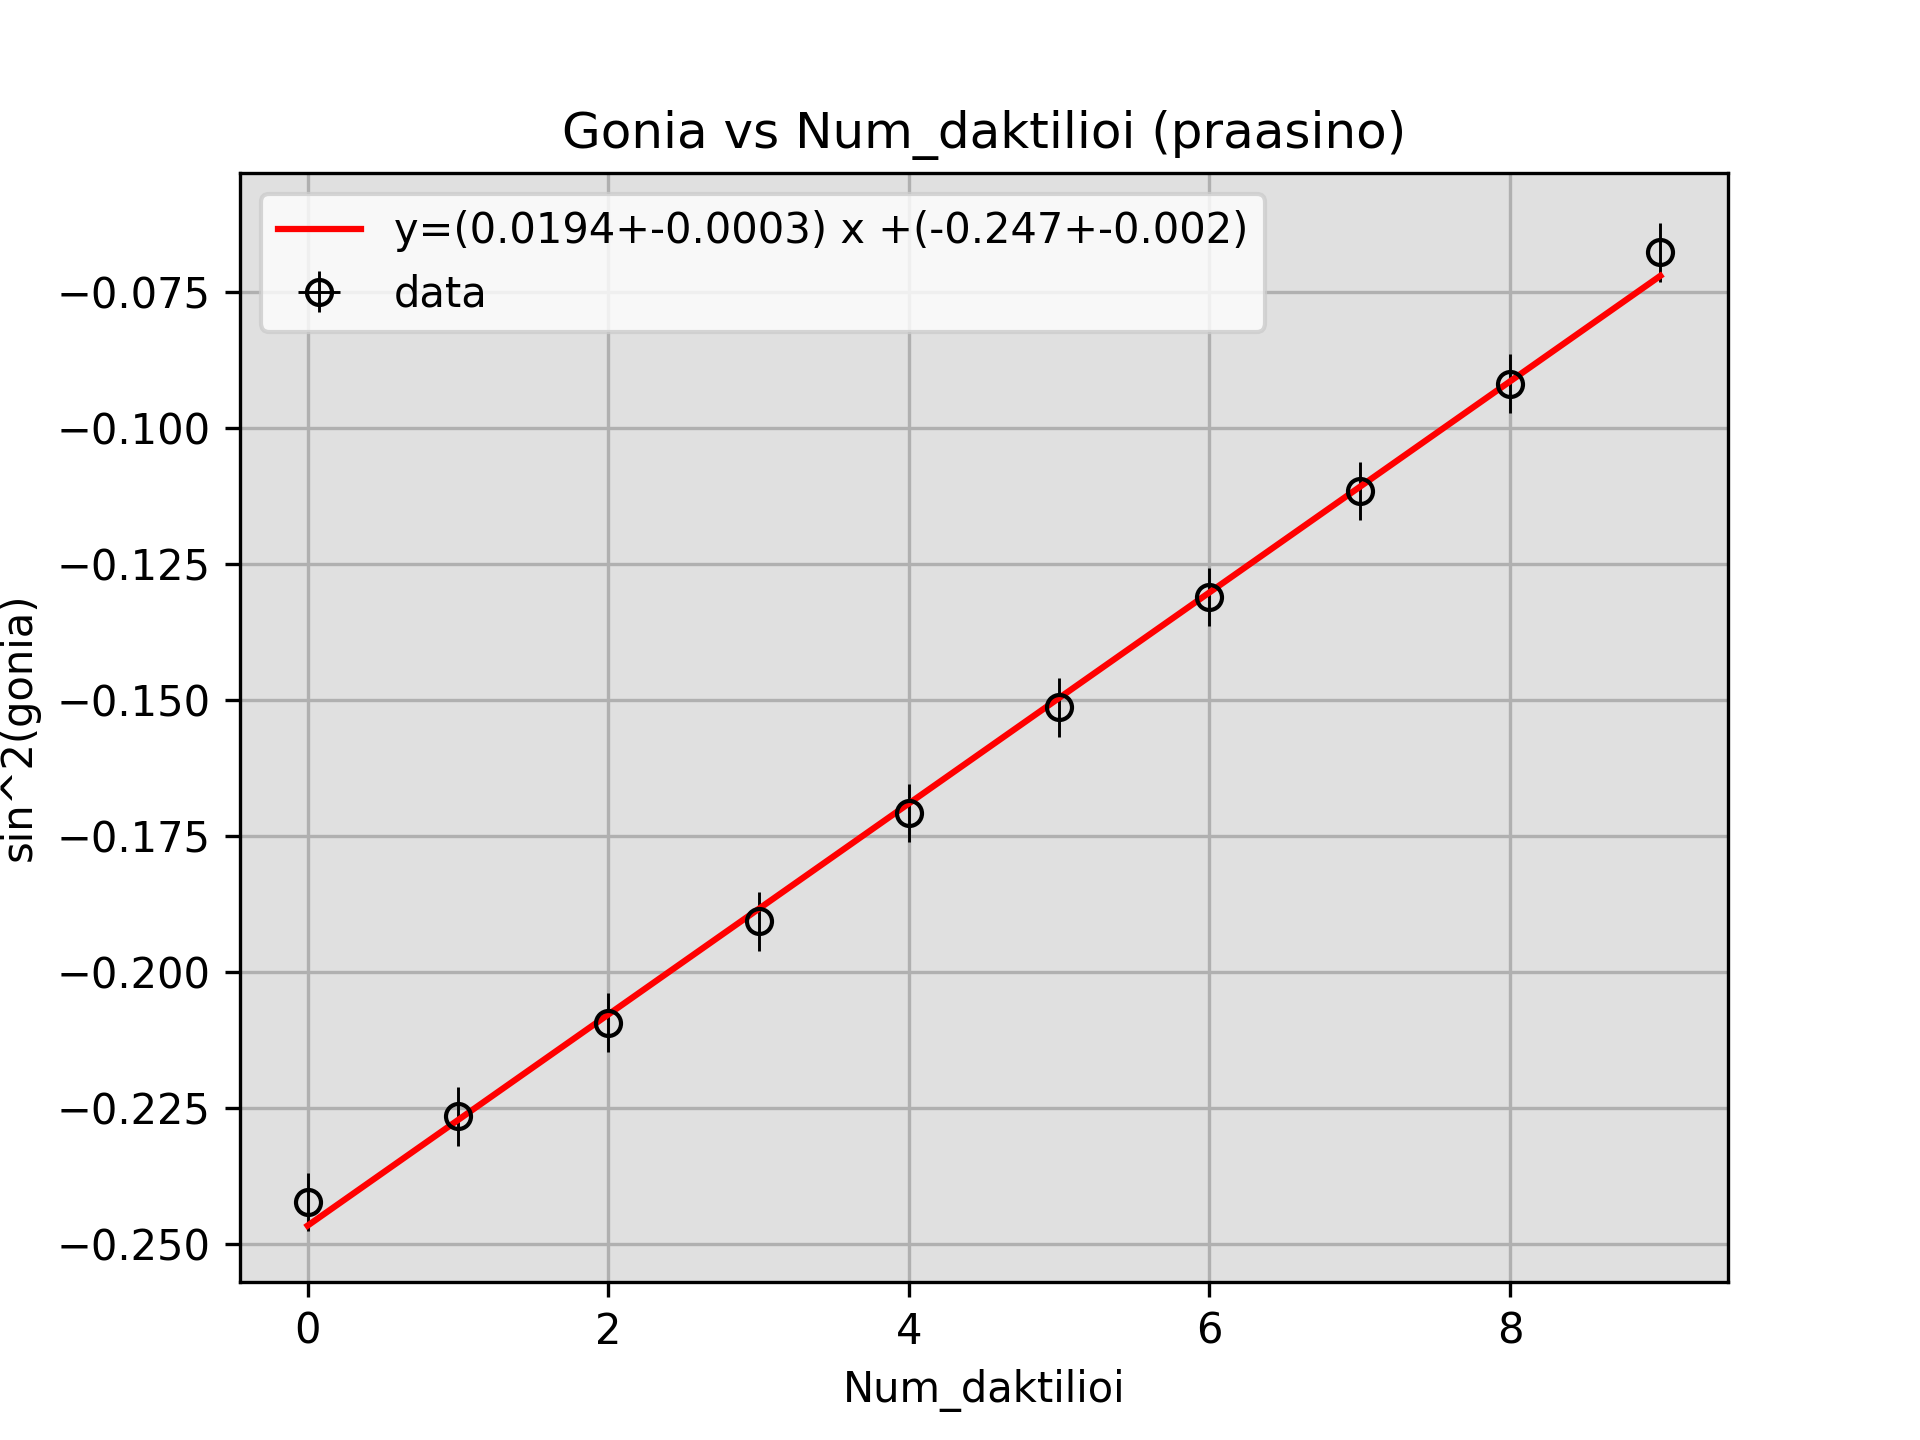 Gonia vs Num_daktilioi (praasino)
y=(0.0194+-0.0003) x +(-0.247+-0.002)
data
−0.075
−0.100
−0.125
−0.150
−0.175
−0.200
−0.225
−0.250
sin^2(gonia)
0 2 4 6 8
Num_daktilioi